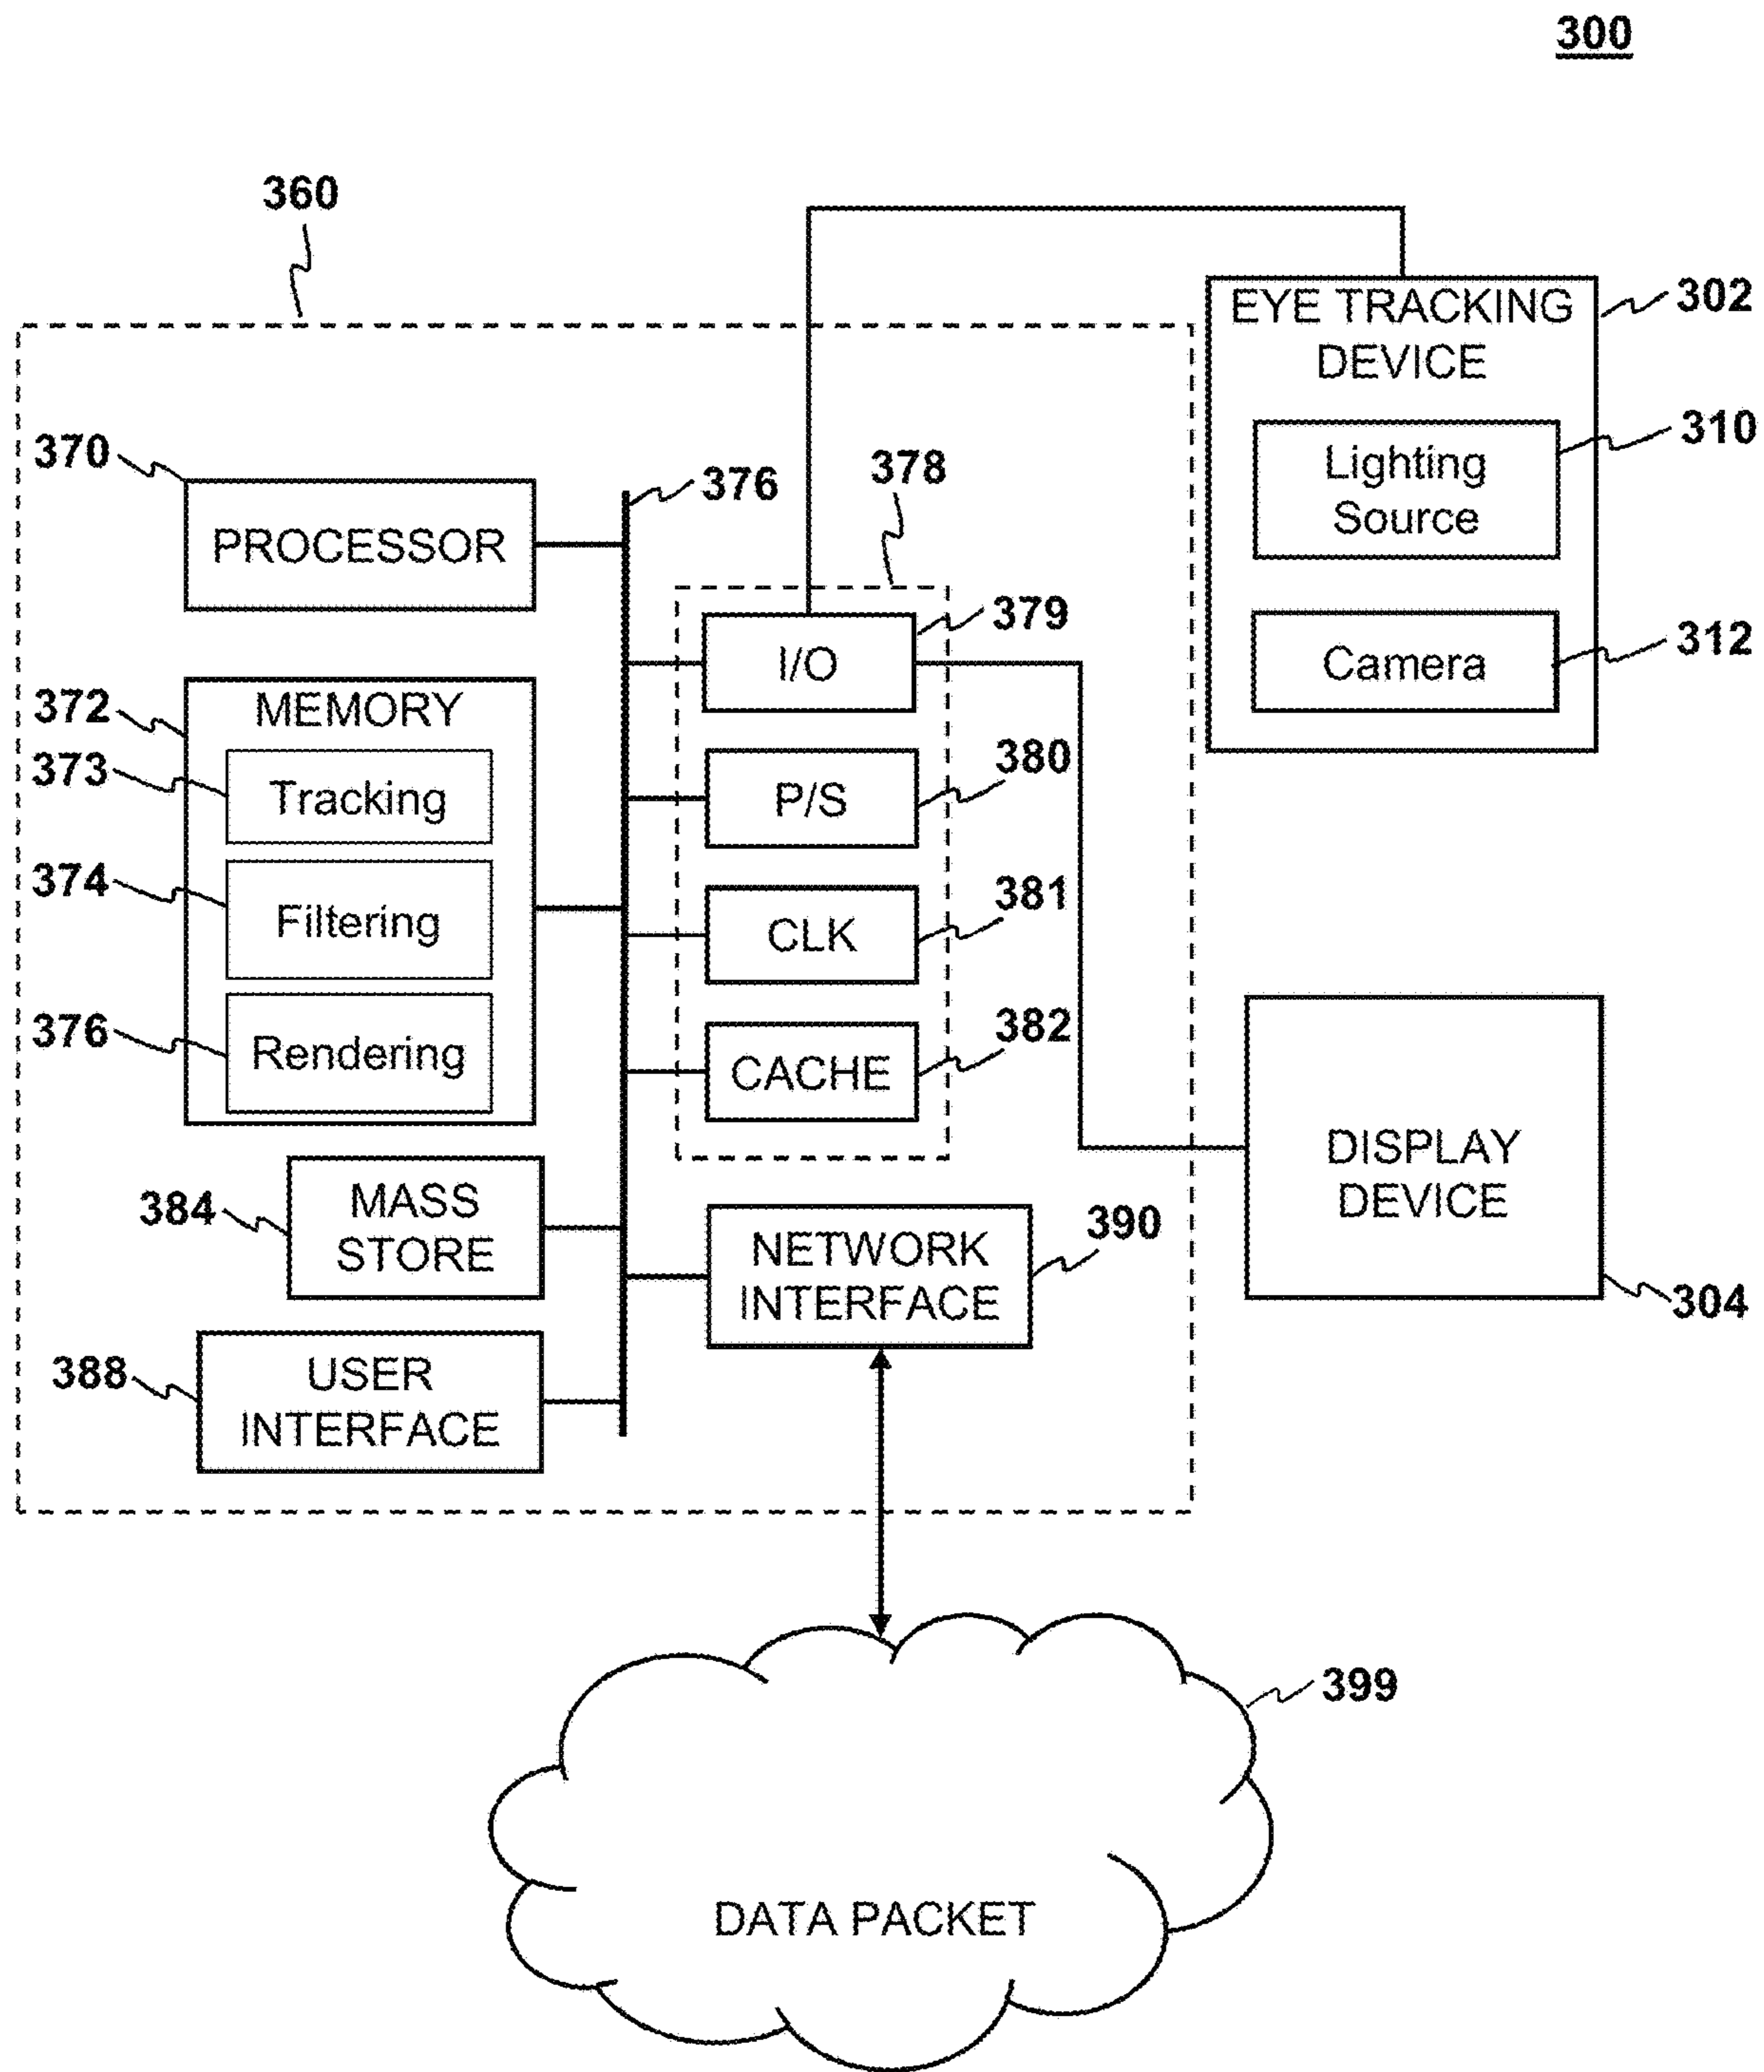 300
360
EYE TRACKING
DEVICE
302
370
376
378
Lighting
Source
310
PROCESSOR
I/O
379
Camera
312
372
MEMORY
373
Tracking
P/S
380
374
Filtering
CLK
381
376
Rendering
CACHE
382
DISPLAY
DEVICE
304
384
MASS
STORE
NETWORK
INTERFACE
390
388
USER
INTERFACE
399
DATA PACKET